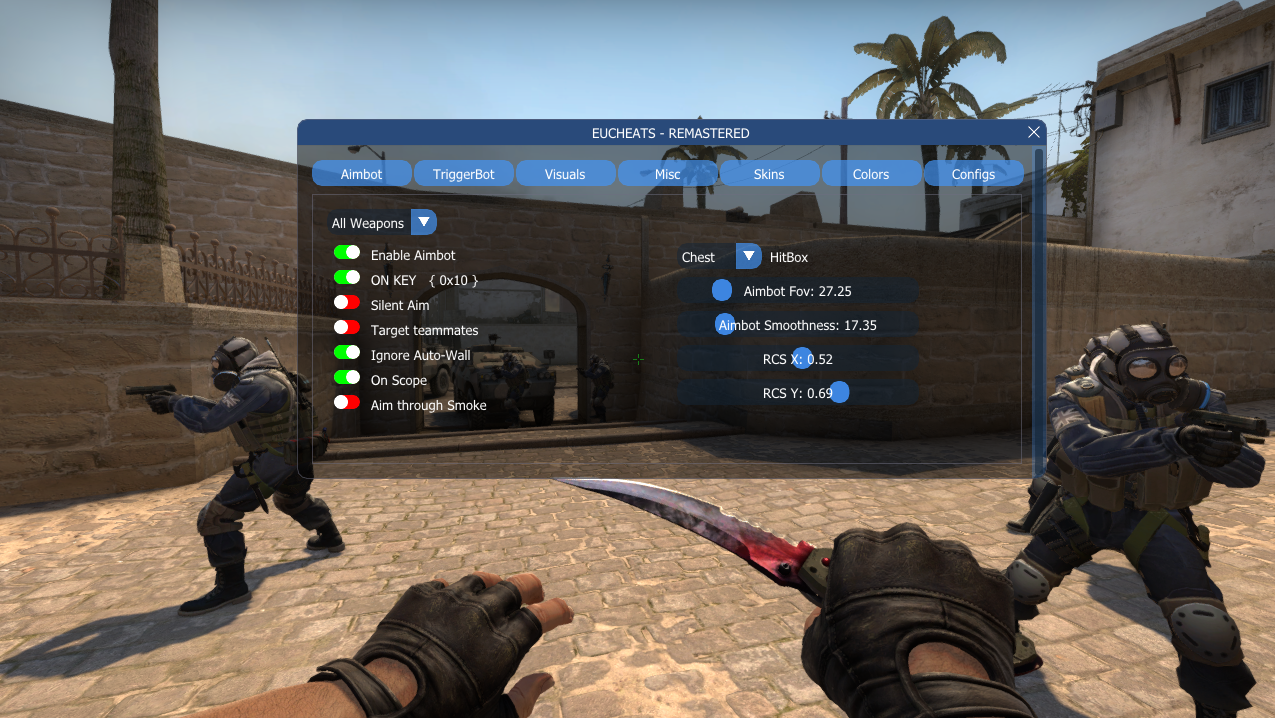 EUCHEATS - REMASTERED
Aimbot TriggerBot Visuals Misc Skins Colors Configs
All Weapons
Enable Aimbot
ON KEY { 0x10 }
Silent Aim
Target teammates
Ignore Auto-Wall
On Scope
Aim through Smoke
Chest HitBox
Aimbot Fov: 27.25
Aimbot Smoothness: 17.35
RCS X: 0.52
RCS Y: 0.69